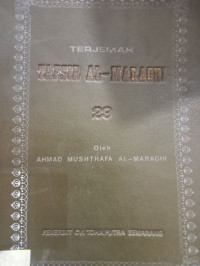 TERJEMAH
TAFSIR AL-MARAGHI
23
Oleh
AHMAD MUSHTHAFA AL-MARAGHI
PENERBIT CV. TOHA PUTRA SEMARANG